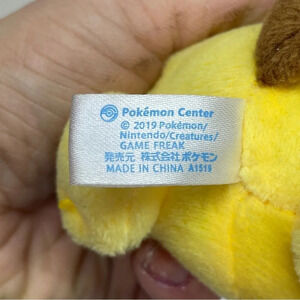 Pokémon Center
© 2019 Pokémon/
Nintendo/Creatures/
GAME FREAK
発売元 株式会社ポケモン
MADE IN CHINA A1519